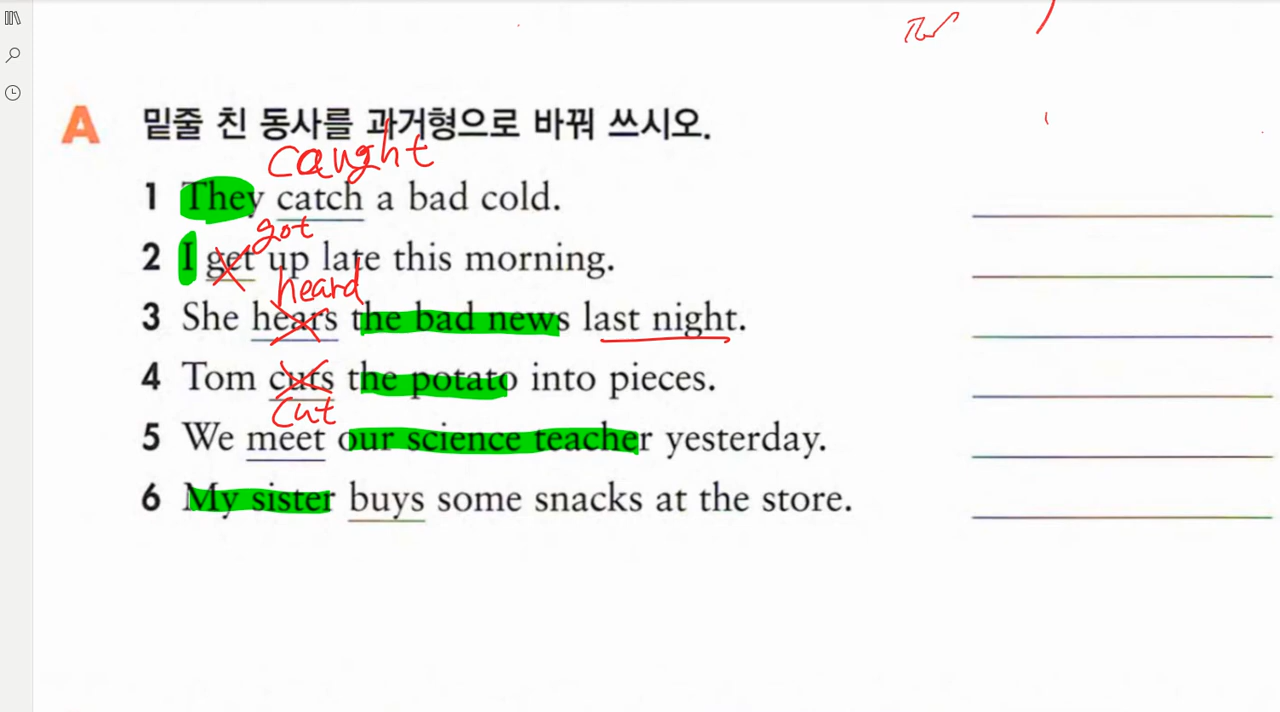 A 밑줄 친 동사를 과거형으로 바꿔 쓰시오.
caught
1 They catch a bad cold.
got
2 I get up late this morning.
heard
3 She hears the bad news last night.
4 Tom cuts the potato into pieces.
cut
5 We meet our science teacher yesterday.
6 My sister buys some snacks at the store.